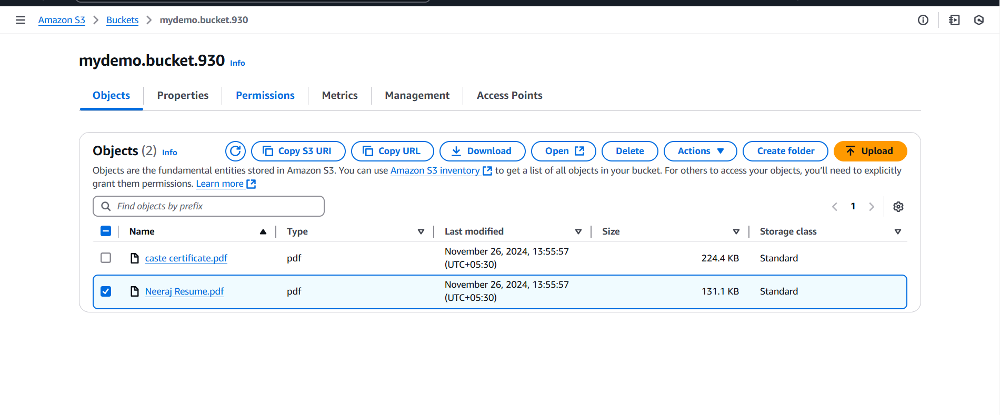 Amazon S3 Buckets mydemo.bucket.930
mydemo.bucket.930 Info
Objects Properties Permissions Metrics Management Access Points
Objects (2) Info Copy S3 URI Copy URL Download Open Delete Actions Create folder Upload
Objects are the fundamental entities stored in Amazon S3. You can use Amazon S3 inventory to get a list of all objects in your bucket. For others to access your objects, you’ll need to explicitly
grant them permissions. Learn more
Find objects by prefix 1
Name Type Last modified Size Storage class
caste certificate.pdf pdf November 26, 2024, 13:55:57 (UTC+05:30) 224.4 KB Standard
Neeraj Resume.pdf pdf November 26, 2024, 13:55:57 (UTC+05:30) 131.1 KB Standard